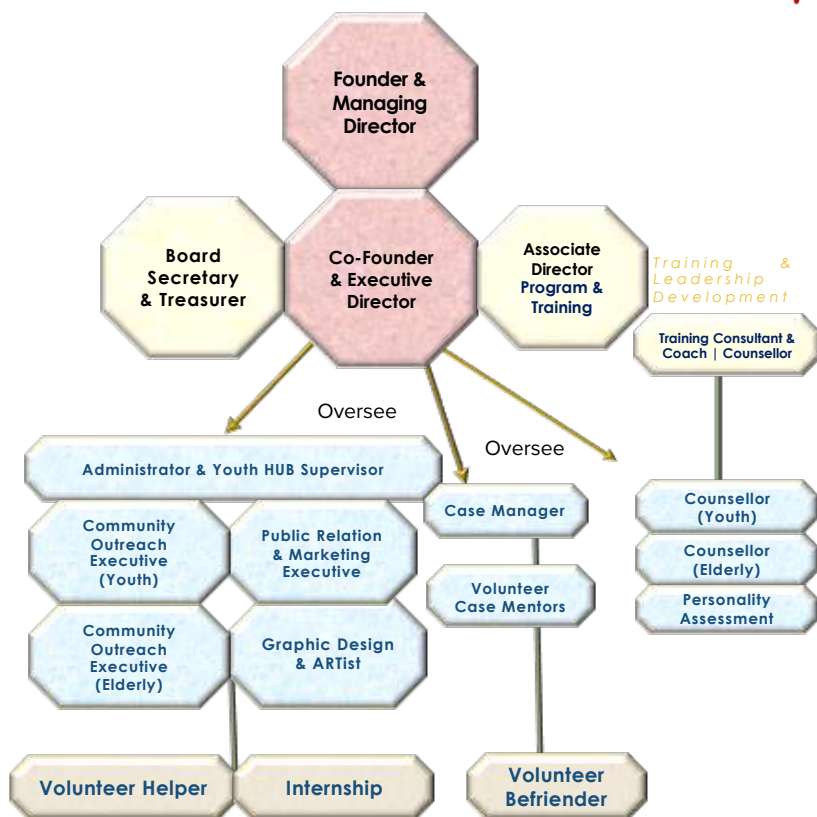 Founder &
Managing
Director
Board
Secretary
& Treasurer
Co-Founder
& Executive
Director
Associate
Director
Program &
Training
Training &
Leadership
Development
Training Consultant &
Coach | Counsellor
Oversee
Oversee
Administrator & Youth HUB Supervisor
Community
Outreach
Executive
(Youth)
Public Relation
& Marketing
Executive
Community
Outreach
Executive
(Elderly)
Graphic Design
& ARTist
Case Manager
Volunteer
Case Mentors
Counsellor
(Youth)
Counsellor
(Elderly)
Personality
Assessment
Volunteer Helper
Internship
Volunteer
Befriender